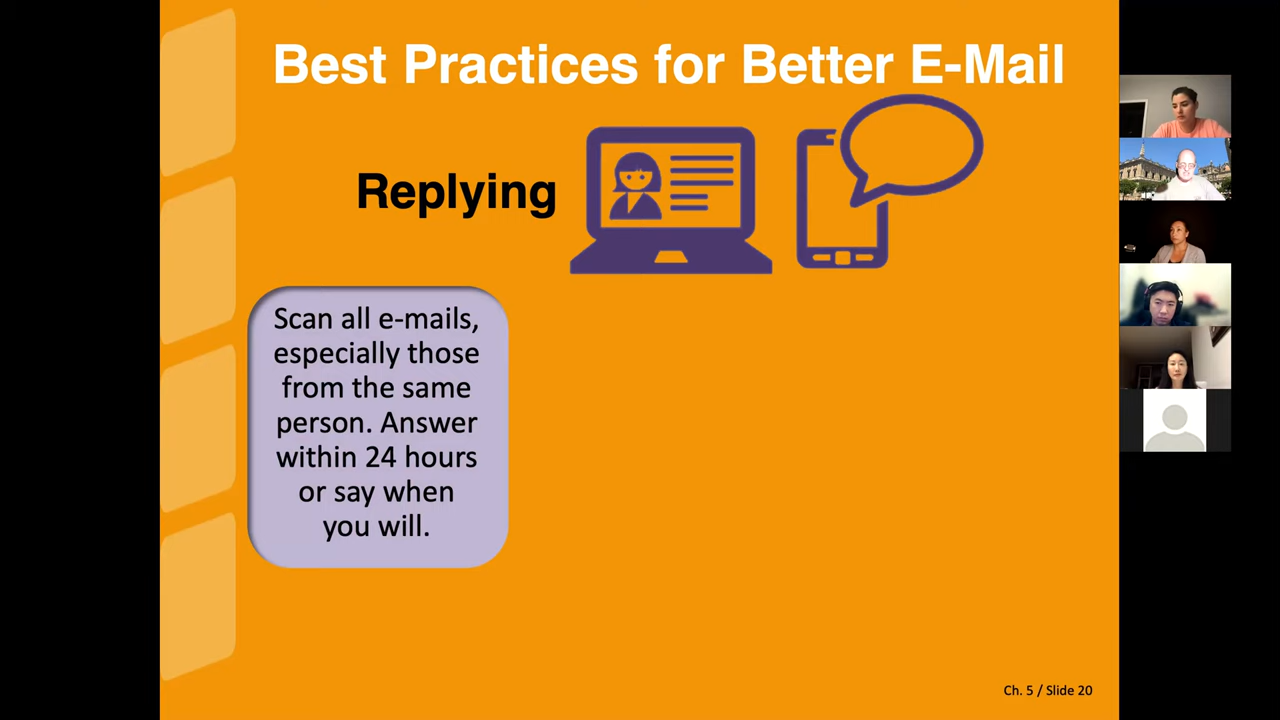 Best Practices for Better E-Mail
Replying
Scan all e-mails,
especially those
from the same
person. Answer
within 24 hours
or say when
you will.
Ch. 5 / Slide 20